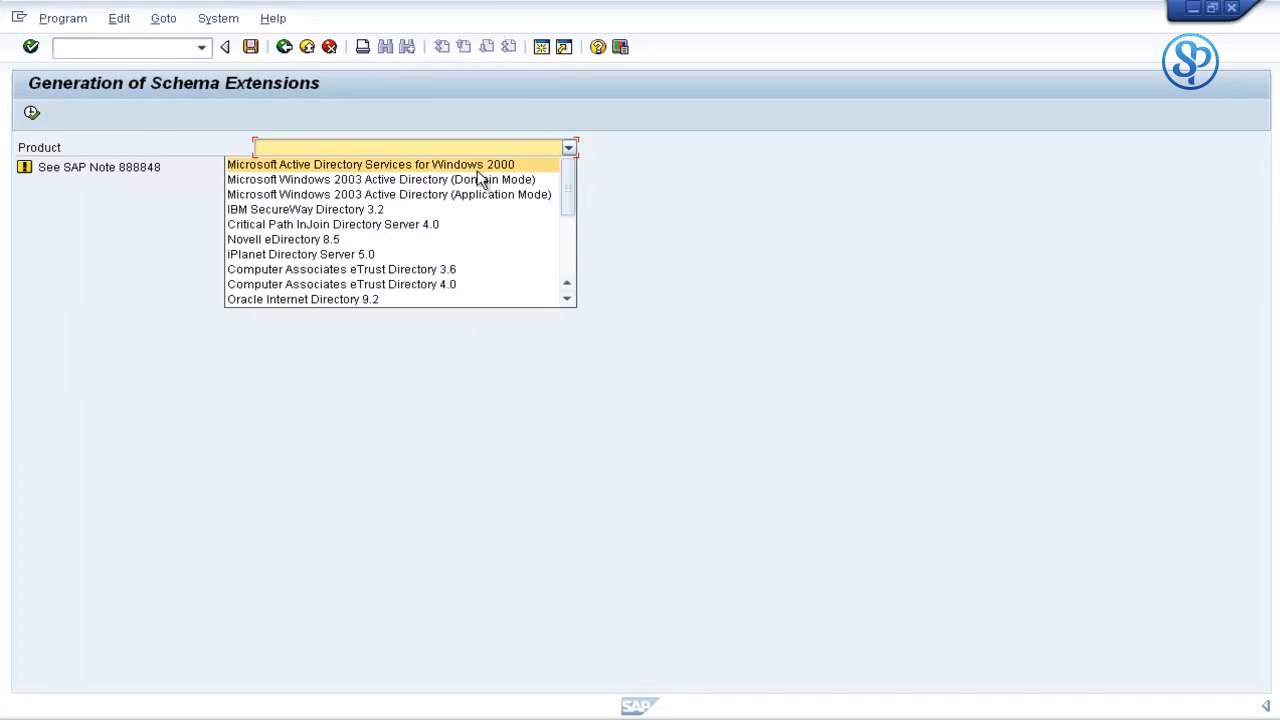 Program Edit Goto System Help
SP
Generation of Schema Extensions
Product
See SAP Note 888848
Microsoft Active Directory Services for Windows 2000
Microsoft Windows 2003 Active Directory (Domain Mode)
Microsoft Windows 2003 Active Directory (Application Mode)
IBM SecureWay Directory 3.2
Critical Path InJoin Directory Server 4.0
Novell eDirectory 8.5
iPlanet Directory Server 5.0
Computer Associates eTrust Directory 3.6
Computer Associates eTrust Directory 4.0
Oracle Internet Directory 9.2
SAP